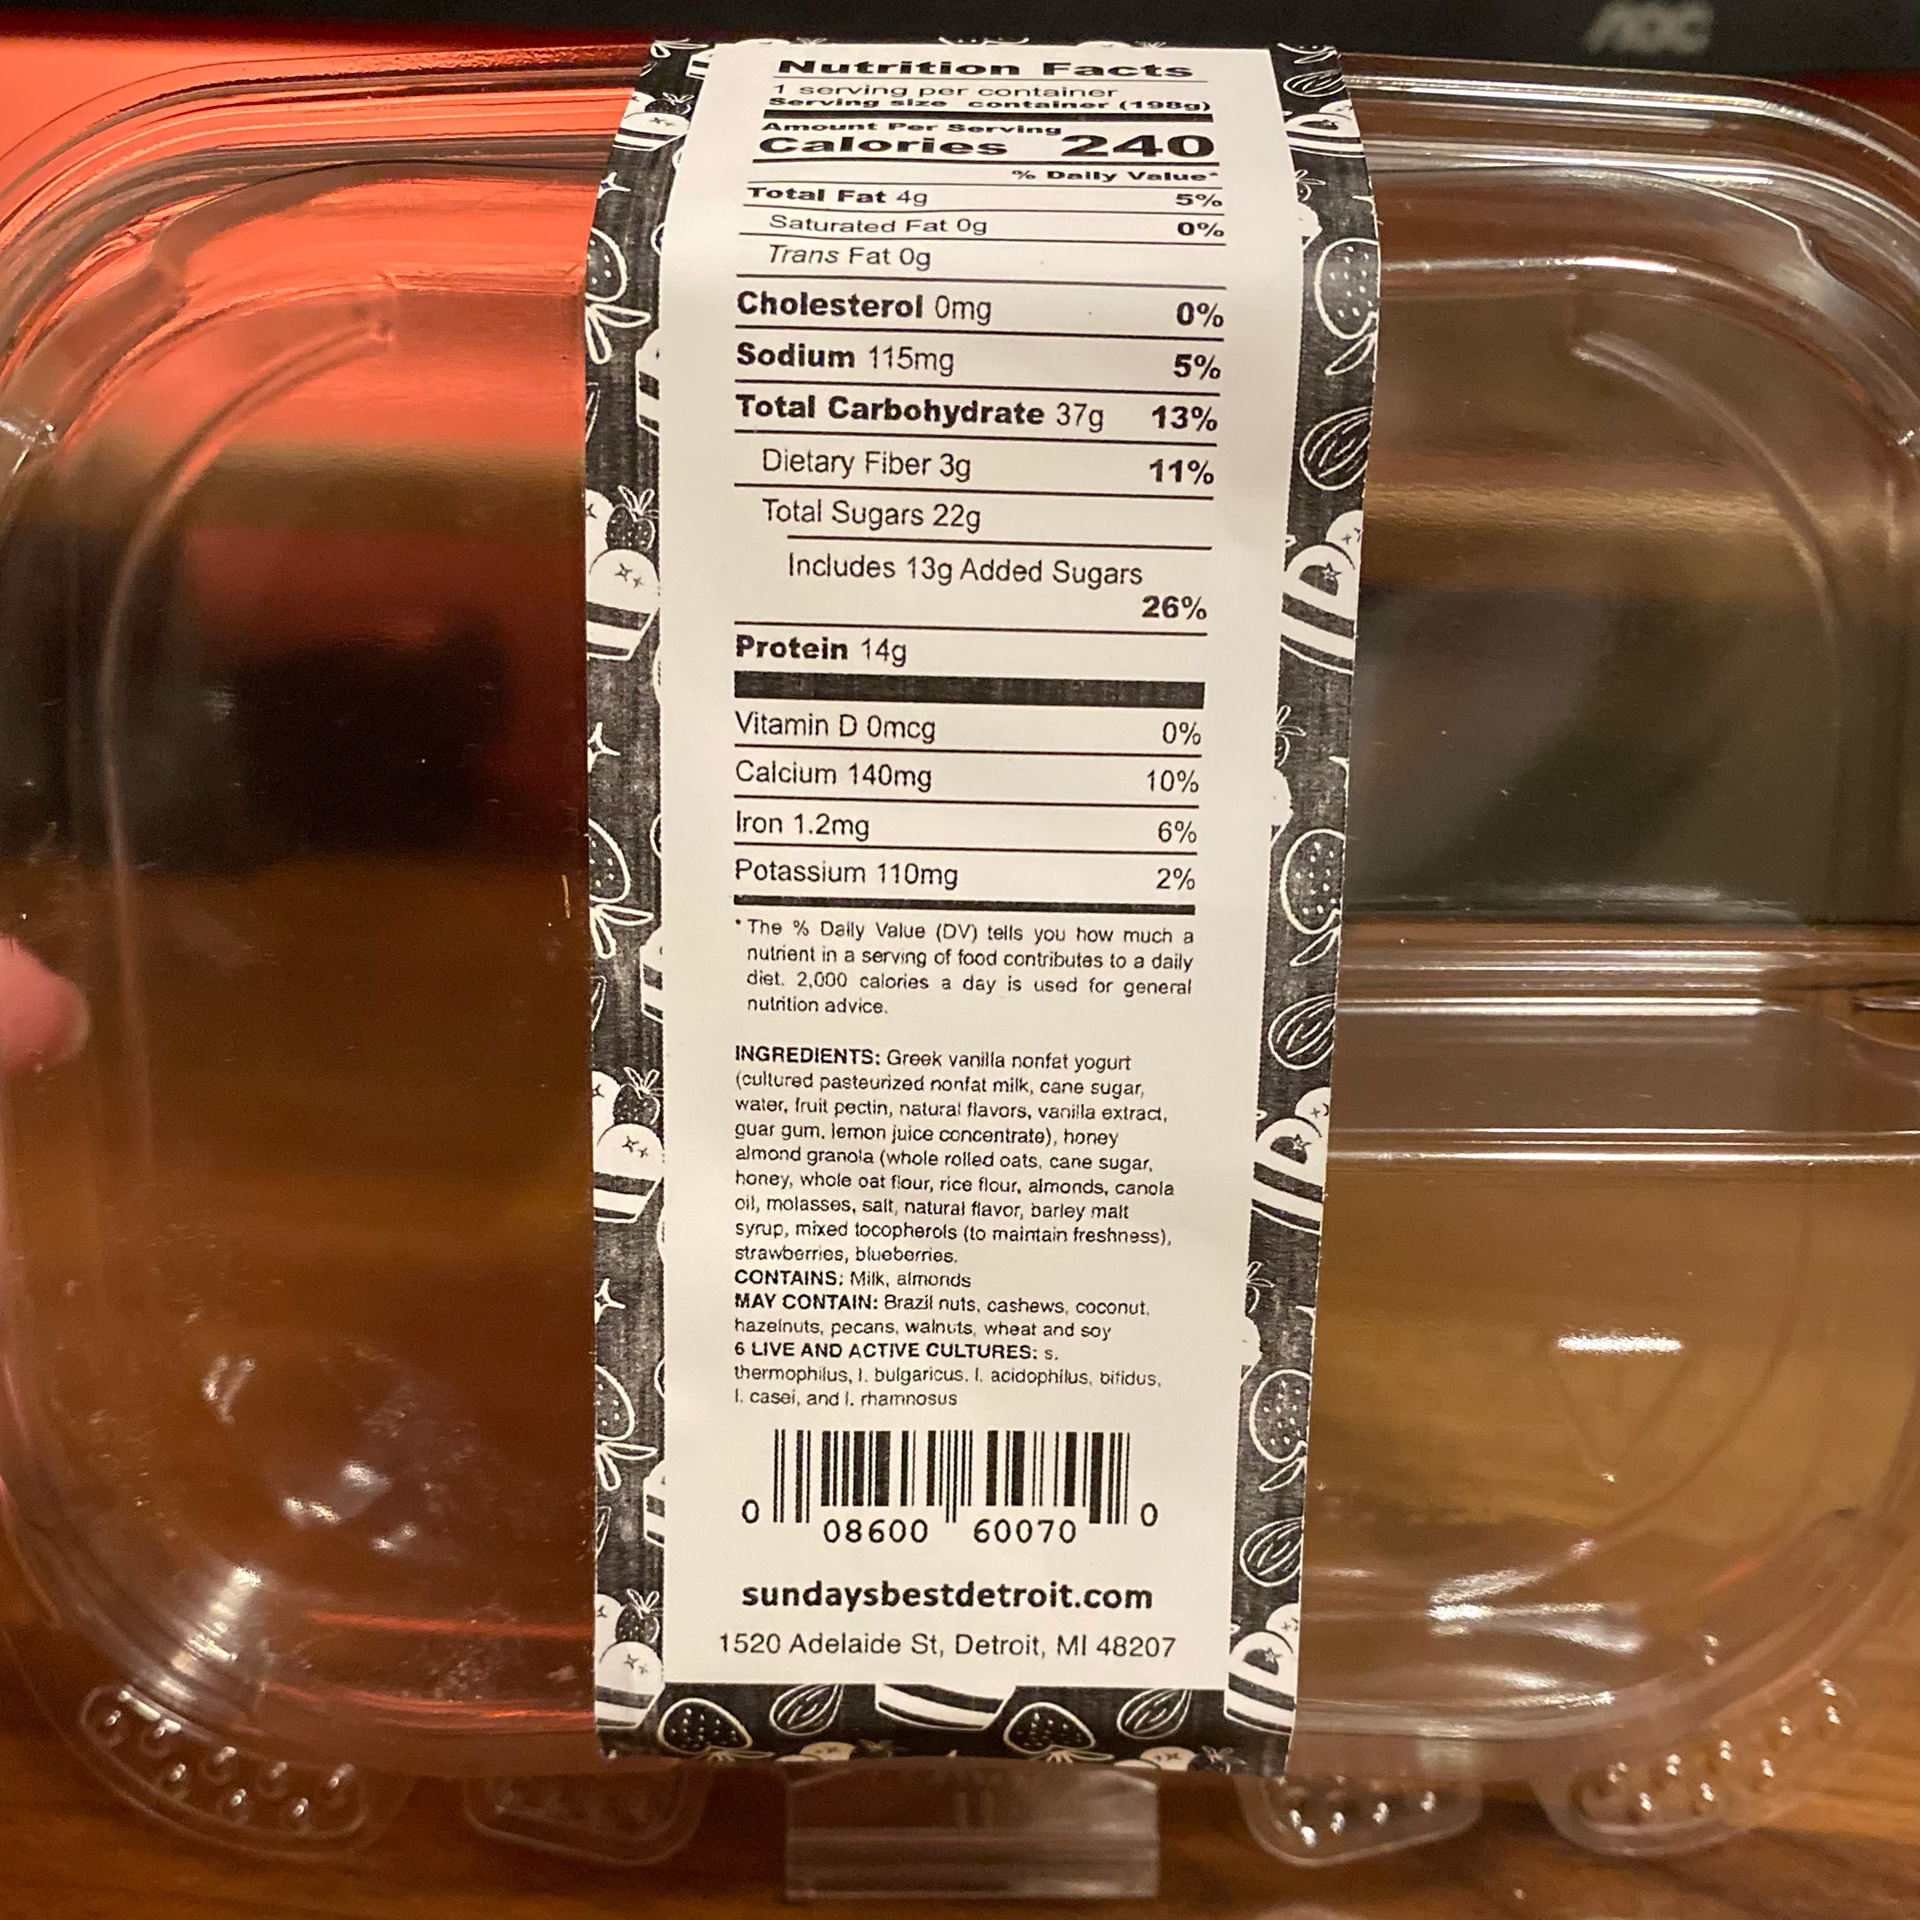 AOC
Nutrition Facts
1 serving per container
Serving size container (198g)
Amount Per Serving
Calories 240
% Daily Value*
Total Fat 4g 5%
Saturated Fat 0g 0%
Trans Fat 0g
Cholesterol 0mg 0%
Sodium 115mg 5%
Total Carbohydrate 37g 13%
Dietary Fiber 3g 11%
Total Sugars 22g
Includes 13g Added Sugars
26%
Protein 14g
Vitamin D 0mcg 0%
Calcium 140mg 10%
Iron 1.2mg 6%
Potassium 110mg 2%
* The % Daily Value (DV) tells you how much a
nutrient in a serving of food contributes to a daily
diet. 2,000 calories a day is used for general
nutrition advice.
INGREDIENTS: Greek vanilla nonfat yogurt
(cultured pasteurized nonfat milk, cane sugar,
water, fruit pectin, natural flavors, vanilla extract,
guar gum, lemon juice concentrate), honey
almond granola (whole rolled oats, cane sugar,
honey, whole oat flour, rice flour, almonds, canola
oil, molasses, salt, natural flavor, barley malt
syrup, mixed tocopherols (to maintain freshness),
strawberries, blueberries.
CONTAINS: Milk, almonds
MAY CONTAIN: Brazil nuts, cashews, coconut,
hazelnuts, pecans, walnuts, wheat and soy
6 LIVE AND ACTIVE CULTURES: s.
thermophilus, l. bulgaricus, l. acidophilus, bifidus,
l. casei, and l. rhamnosus
0 08600 60070 0
sundaysbestdetroit.com
1520 Adelaide St, Detroit, MI 48207